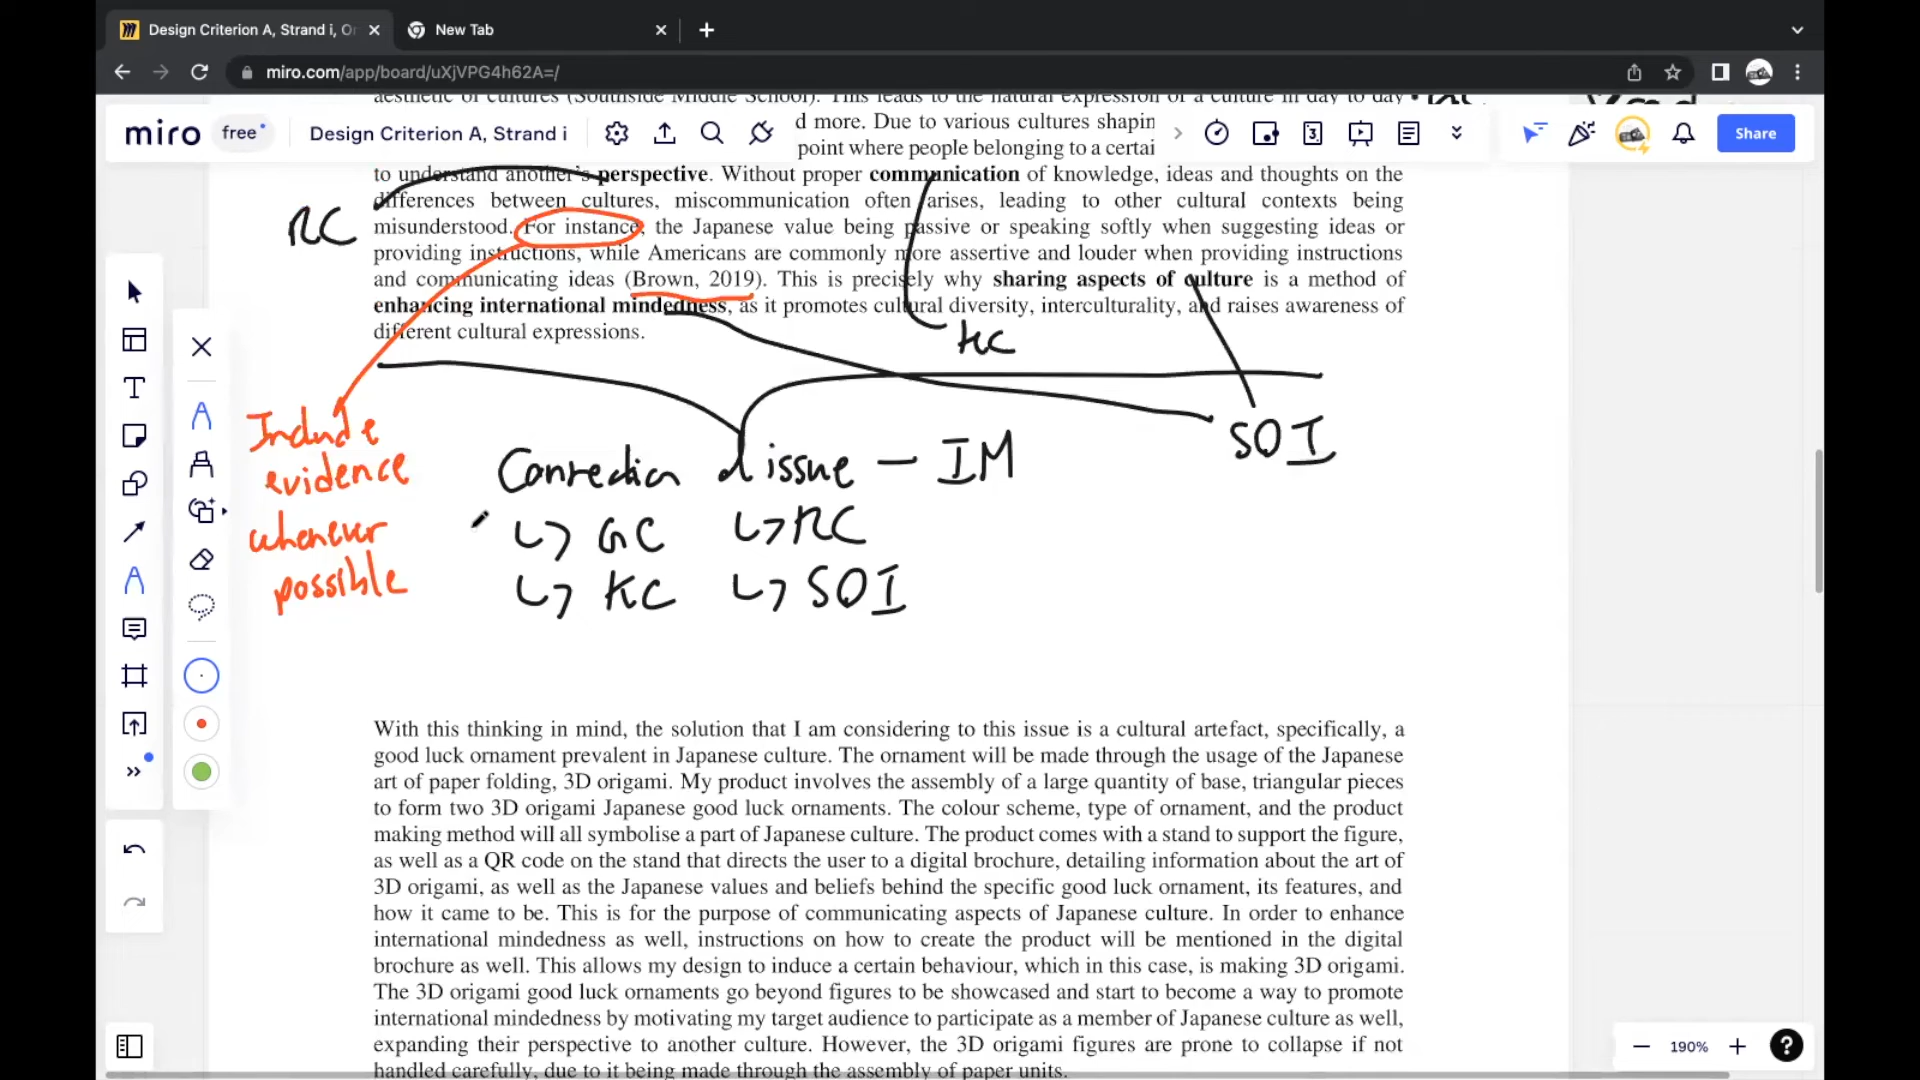 Design Criterion A, Strand i, Or
New Tab
miro.com/app/board/uXjVPG4h62A=/
aesthetic of cultures (Southside Middle School). This leads to the natural expression of a culture in day to day
miro free
Design Criterion A, Strand i
Share
d more. Due to various cultures shapin
point where people belonging to a certai
to understand another's perspective. Without proper communication of knowledge, ideas and thoughts on the
differences between cultures, miscommunication often arises, leading to other cultural contexts being
misunderstood. For instance, the Japanese value being passive or speaking softly when suggesting ideas or
providing instructions, while Americans are commonly more assertive and louder when providing instructions
and communicating ideas (Brown, 2019). This is precisely why sharing aspects of culture is a method of
enhancing international mindedness, as it promotes cultural diversity, interculturality, and raises awareness of
different cultural expressions.
RC
KC
SOI
Include
evidence
whenever
possible
Connection of issue – IM
↳ GC ↳ RC
↳ KC ↳ SOI
With this thinking in mind, the solution that I am considering to this issue is a cultural artefact, specifically, a
good luck ornament prevalent in Japanese culture. The ornament will be made through the usage of the Japanese
art of paper folding, 3D origami. My product involves the assembly of a large quantity of base, triangular pieces
to form two 3D origami Japanese good luck ornaments. The colour scheme, type of ornament, and the product
making method will all symbolise a part of Japanese culture. The product comes with a stand to support the figure,
as well as a QR code on the stand that directs the user to a digital brochure, detailing information about the art of
3D origami, as well as the Japanese values and beliefs behind the specific good luck ornament, its features, and
how it came to be. This is for the purpose of communicating aspects of Japanese culture. In order to enhance
international mindedness as well, instructions on how to create the product will be mentioned in the digital
brochure as well. This allows my design to induce a certain behaviour, which in this case, is making 3D origami.
The 3D origami good luck ornaments go beyond figures to be showcased and start to become a way to promote
international mindedness by motivating my target audience to participate as a member of Japanese culture as well,
expanding their perspective to another culture. However, the 3D origami figures are prone to collapse if not
handled carefully, due to it being made through the assembly of paper units.
190%